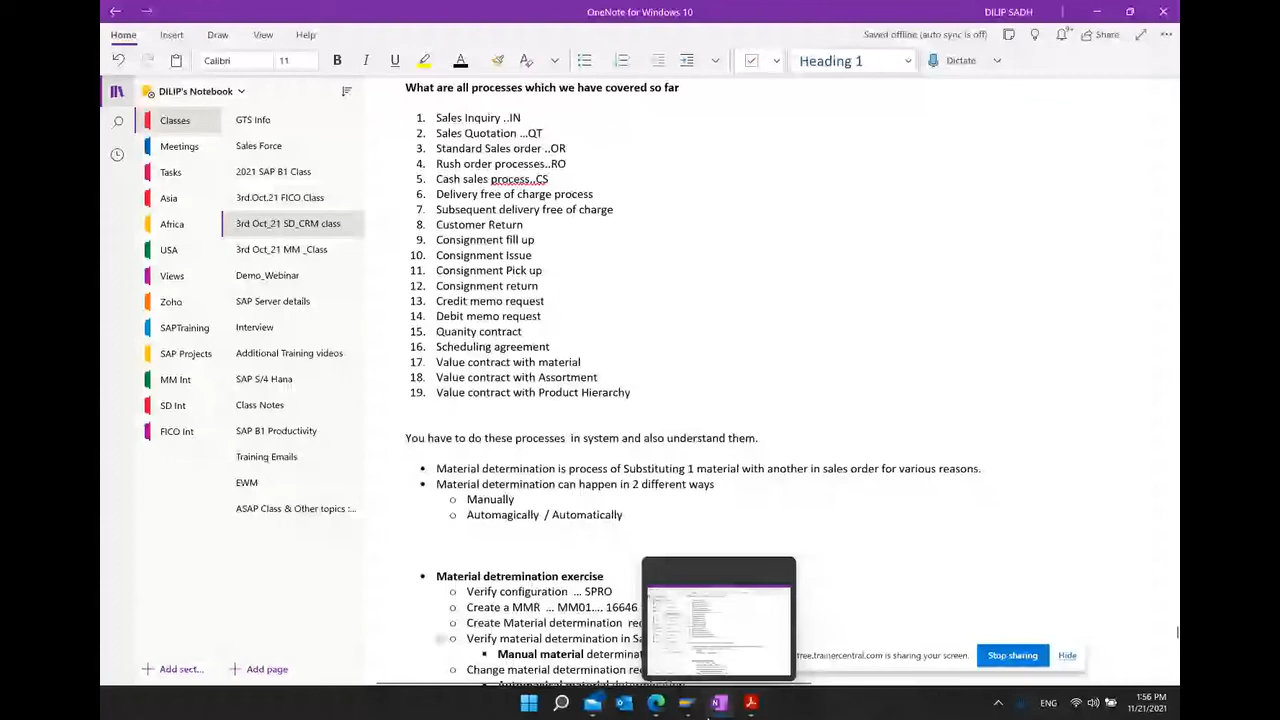 OneNote for Windows 10
DILIP SADH
Home Insert Draw View Help
Saved offline (auto sync is off)
Share
Calibri 11 B I U A
Heading 1
Dictate
DiLIP's Notebook
Classes
Meetings
Tasks
Asia
Africa
USA
Views
Zoho
SAPTraining
SAP Projects
MM Int
SD Int
FICO Int
Add sect...
GTS Info
Sales Force
2021 SAP B1 Class
3rd.Oct.21 FICO Class
3rd Oct_21 SD_CRM class
3rd Oct_21 MM _Class
Demo_Webinar
SAP Server details
Interview
Additional Training videos
SAP S/4 Hana
Class Notes
SAP B1 Productivity
Training Emails
EWM
ASAP Class & Other topics :...
Add page
What are all processes which we have covered so far
1. Sales Inquiry ..IN
2. Sales Quotation ...QT
3. Standard Sales order ..OR
4. Rush order processes..RO
5. Cash sales process..CS
6. Delivery free of charge process
7. Subsequent delivery free of charge
8. Customer Return
9. Consignment fill up
10. Consignment Issue
11. Consignment Pick up
12. Consignment return
13. Credit memo request
14. Debit memo request
15. Quanity contract
16. Scheduling agreement
17. Value contract with material
18. Value contract with Assortment
19. Value contract with Product Hierarchy
You have to do these processes in system and also understand them.
• Material determination is process of Substituting 1 material with another in sales order for various reasons.
• Material determination can happen in 2 different ways
○ Manually
○ Automagically / Automatically
• Material detremination exercise
○ Verify configuration ... SPRO
○ Create a MMR ... MM01.... 16646
○ Create Material determination rec
○ Verify material determination in Sa
▪ Manual material determinat
○ Change material determination rec
tree,trainercentral.com is sharing your screen.
Stop sharing
Hide
ENG
1:56 PM
11/21/2021